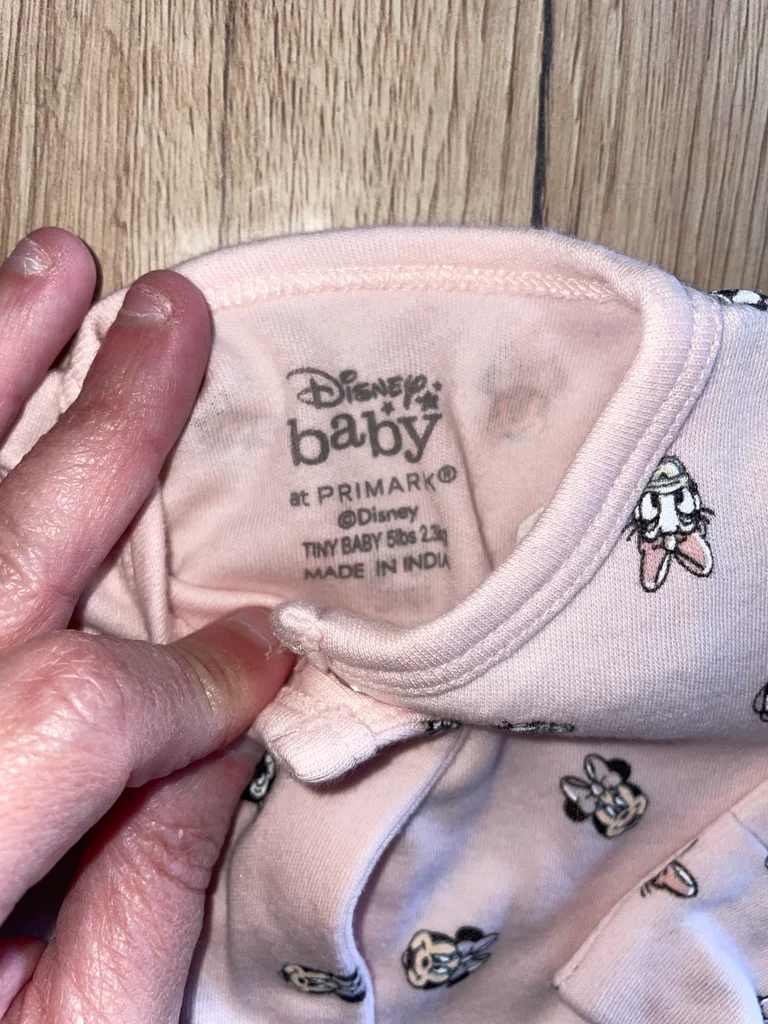 Disney
baby
at PRIMARK®
©Disney
TINY BABY 5lbs 2.3kg
MADE IN INDIA